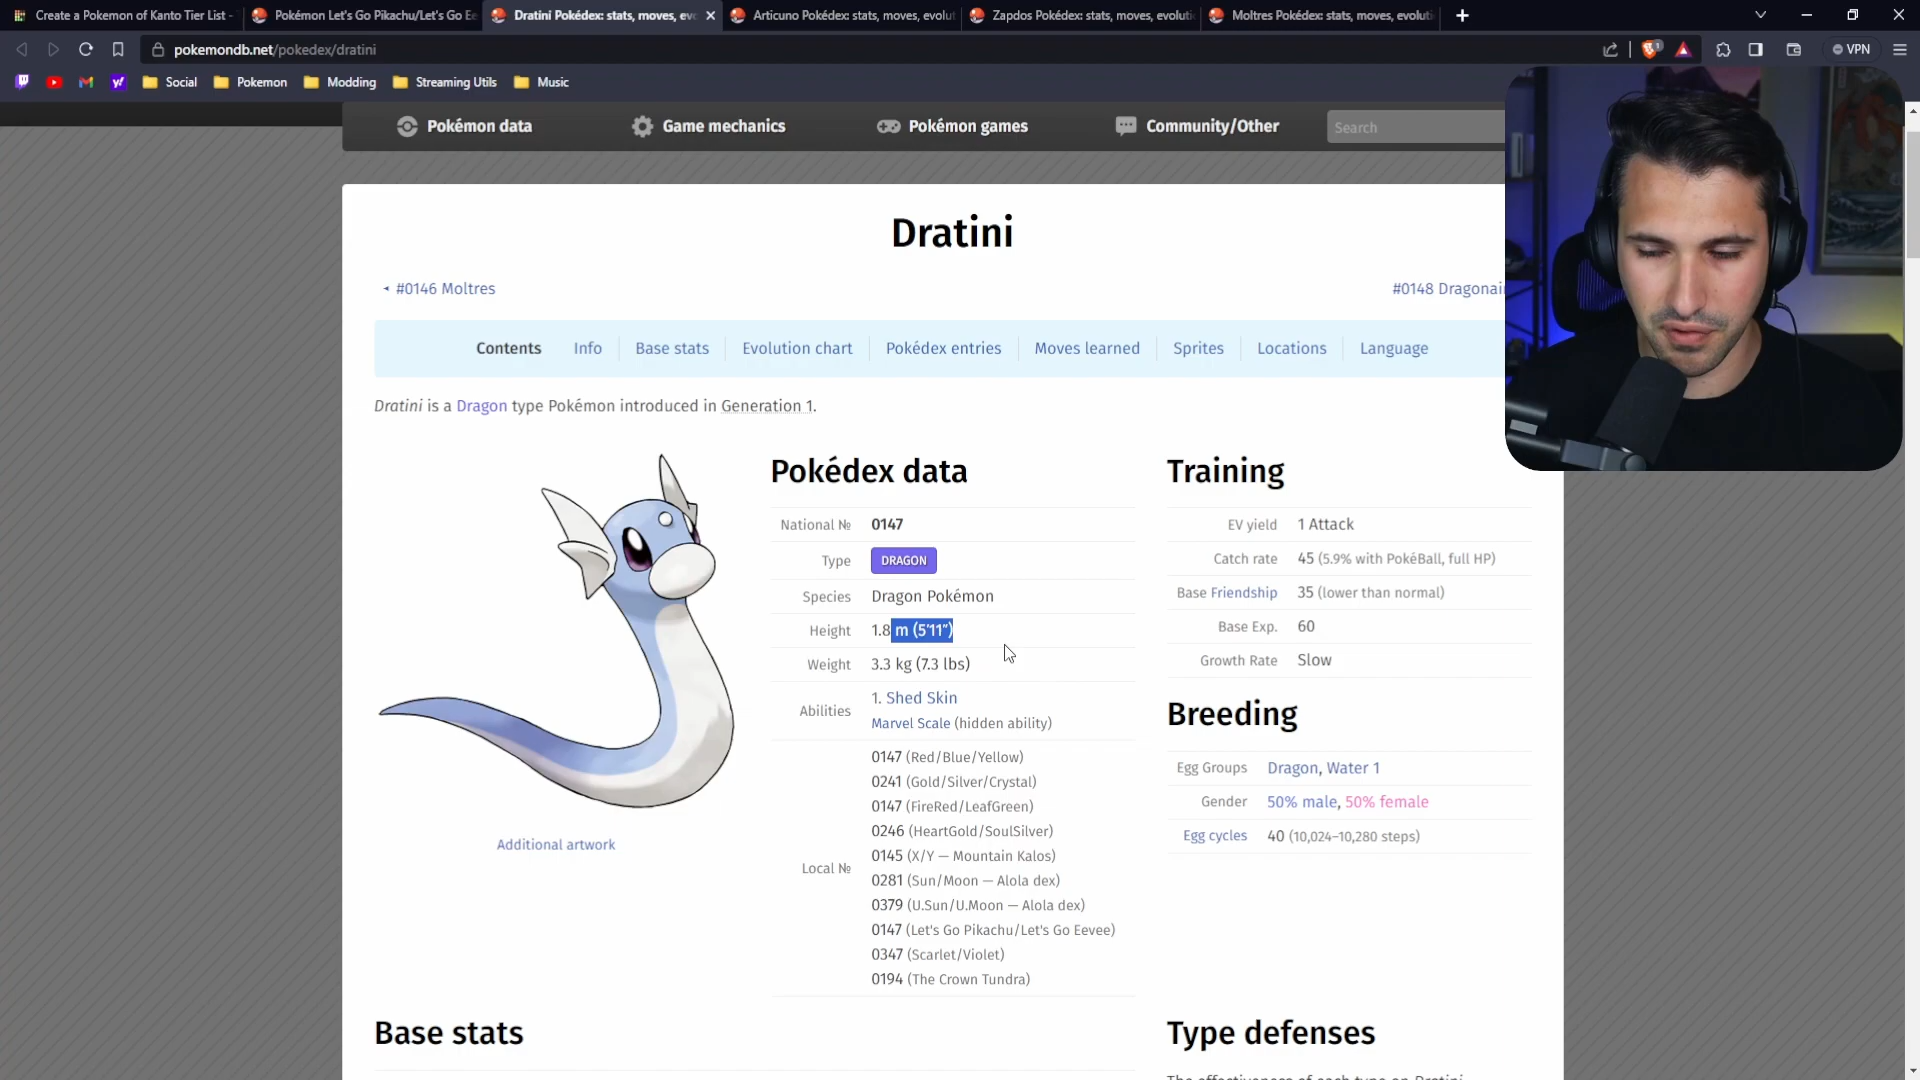 Create a Pokemon of Kanto Tier List -
Pokémon Let's Go Pikachu/Let's Go Ee
Dratini Pokédex: stats, moves, ev
Articuno Pokédex: stats, moves, evolut
Zapdos Pokédex: stats, moves, evoluti
Moltres Pokédex: stats, moves, evoluti
pokemondb.net/pokedex/dratini
1
VPN
Social
Pokemon
Modding
Streaming Utils
Music
Pokémon data
Game mechanics
Pokémon games
Community/Other
Search
Dratini
#0146 Moltres
#0148 Dragonair
Contents
Info
Base stats
Evolution chart
Pokédex entries
Moves learned
Sprites
Locations
Language
Dratini is a Dragon type Pokémon introduced in Generation 1.
Additional artwork
Pokédex data
National № 0147
Type DRAGON
Species Dragon Pokémon
Height 1.8 m (5′11″)
Weight 3.3 kg (7.3 lbs)
Abilities 1. Shed Skin
Marvel Scale (hidden ability)
Local № 0147 (Red/Blue/Yellow)
0241 (Gold/Silver/Crystal)
0147 (FireRed/LeafGreen)
0246 (HeartGold/SoulSilver)
0145 (X/Y — Mountain Kalos)
0281 (Sun/Moon — Alola dex)
0379 (U.Sun/U.Moon — Alola dex)
0147 (Let's Go Pikachu/Let's Go Eevee)
0347 (Scarlet/Violet)
0194 (The Crown Tundra)
Training
EV yield 1 Attack
Catch rate 45 (5.9% with PokéBall, full HP)
Base Friendship 35 (lower than normal)
Base Exp. 60
Growth Rate Slow
Breeding
Egg Groups Dragon, Water 1
Gender 50% male, 50% female
Egg cycles 40 (10,024–10,280 steps)
Base stats
Type defenses
The effectiveness of each type on Dratini.